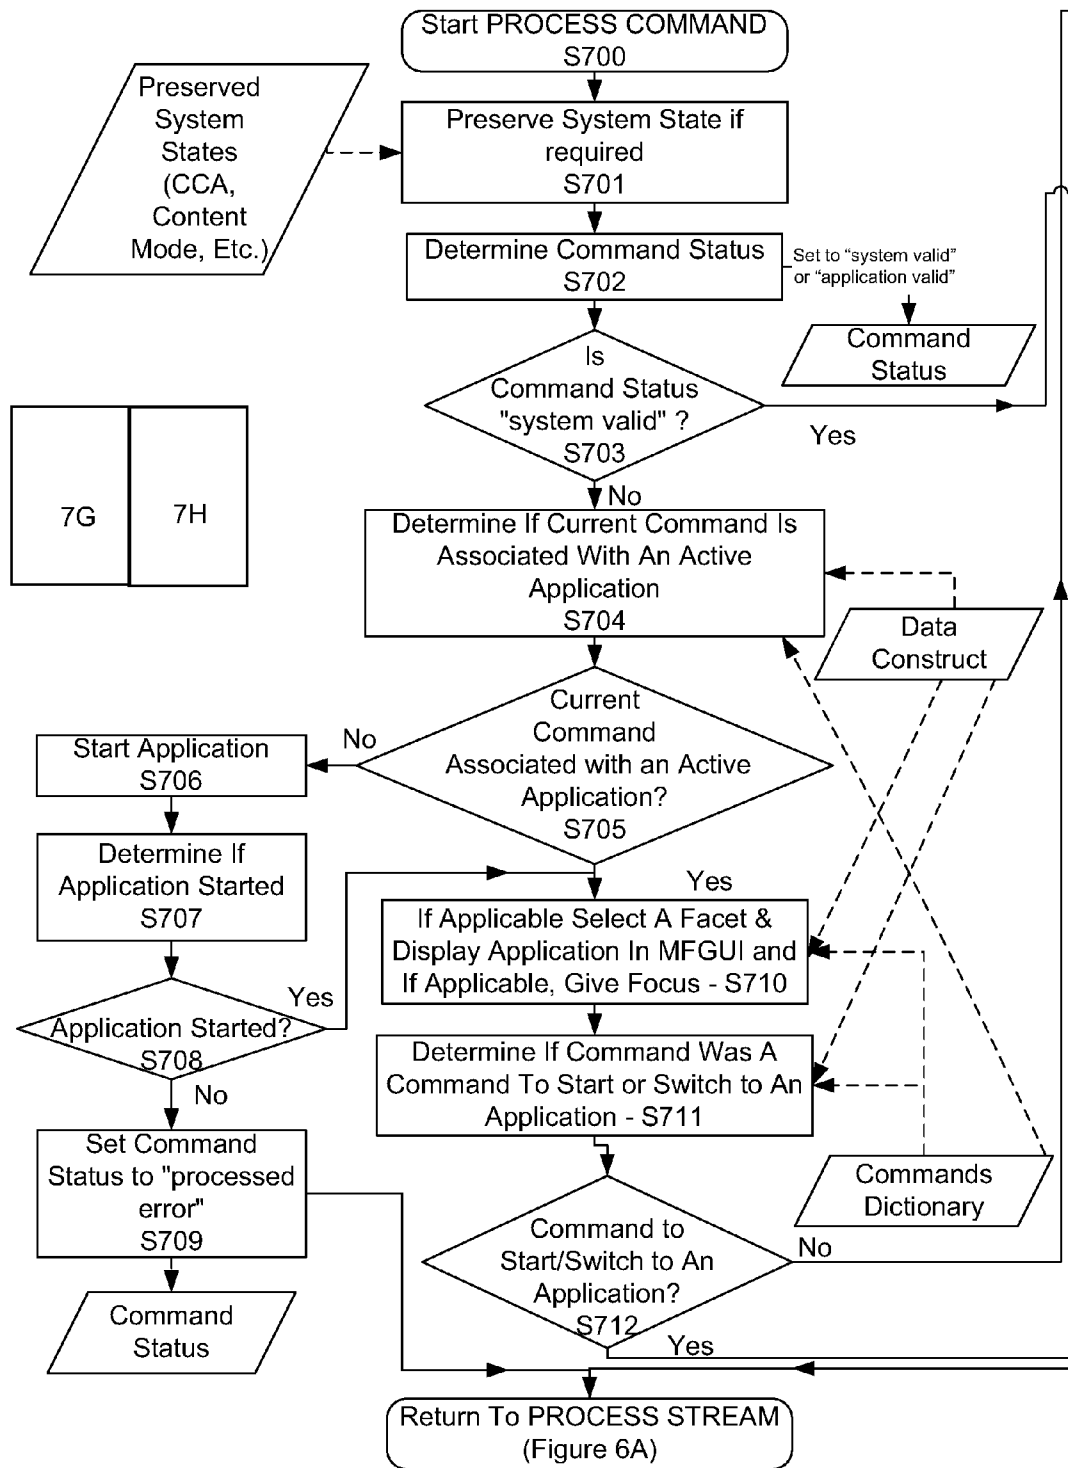 Start PROCESS COMMAND
S700
Preserved
System
States
(CCA,
Content
Mode, Etc.)
Preserve System State if
required
S701
Determine Command Status
S702
Set to “system valid”
or “application valid”
Command
Status
Is
Command Status
"system valid" ?
S703
Yes
No
7G
7H
Determine If Current Command Is
Associated With An Active
Application
S704
Data
Construct
Current
Command
Associated with an Active
Application?
S705
No
Start Application
S706
Determine If
Application Started
S707
Yes
If Applicable Select A Facet &
Display Application In MFGUI and
If Applicable, Give Focus - S710
Yes
Application Started?
S708
No
Determine If Command Was A
Command To Start or Switch to An
Application - S711
Set Command
Status to "processed
error"
S709
Commands
Dictionary
Command to
Start/Switch to An
Application?
S712
No
Yes
Command
Status
Return To PROCESS STREAM
(Figure 6A)